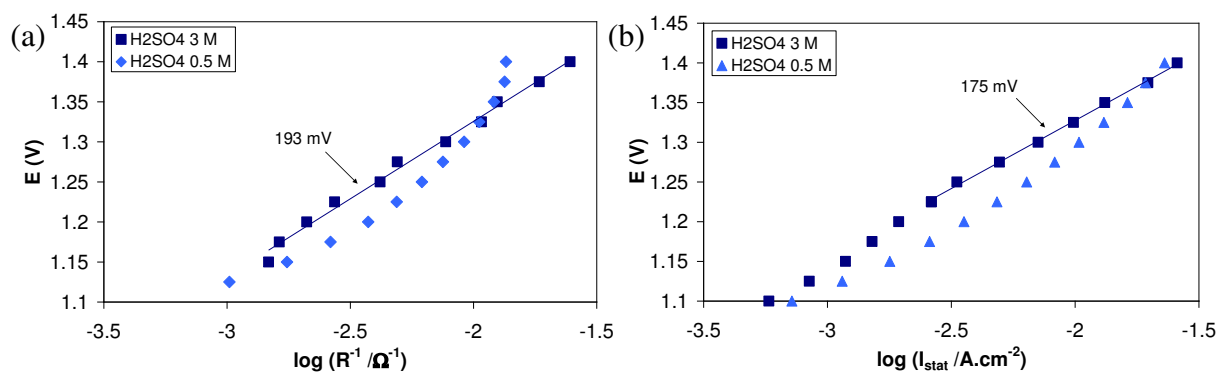 (a)
H2SO4 3 M
H2SO4 0.5 M
193 mV
E (V)
1.45
1.4
1.35
1.3
1.25
1.2
1.15
1.1
-3.5
-3
-2.5
-2
-1.5
log (R⁻¹ /Ω⁻¹)
(b)
H2SO4 3 M
H2SO4 0.5 M
175 mV
E (V)
1.45
1.4
1.35
1.3
1.25
1.2
1.15
1.1
-3.5
-3
-2.5
-2
-1.5
log (Istat /A.cm⁻²)